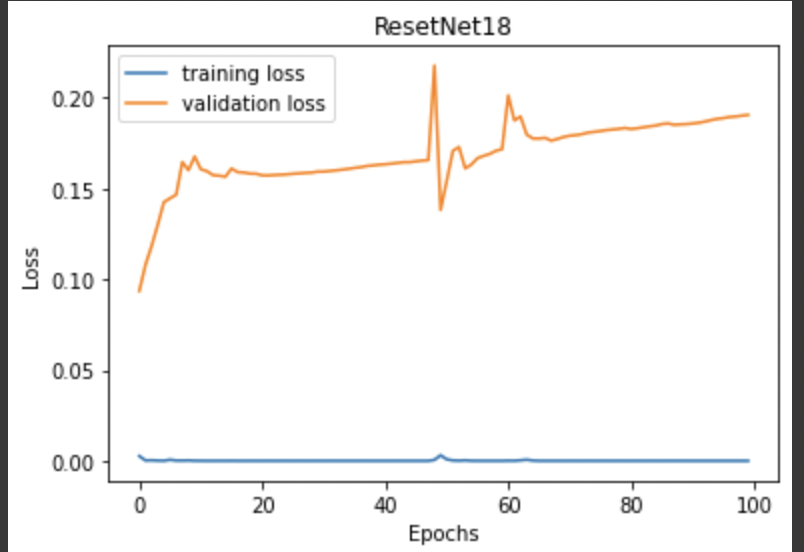 ResetNet18
training loss
validation loss
0.20
0.15
0.10
0.05
0.00
Loss
0 20 40 60 80 100
Epochs